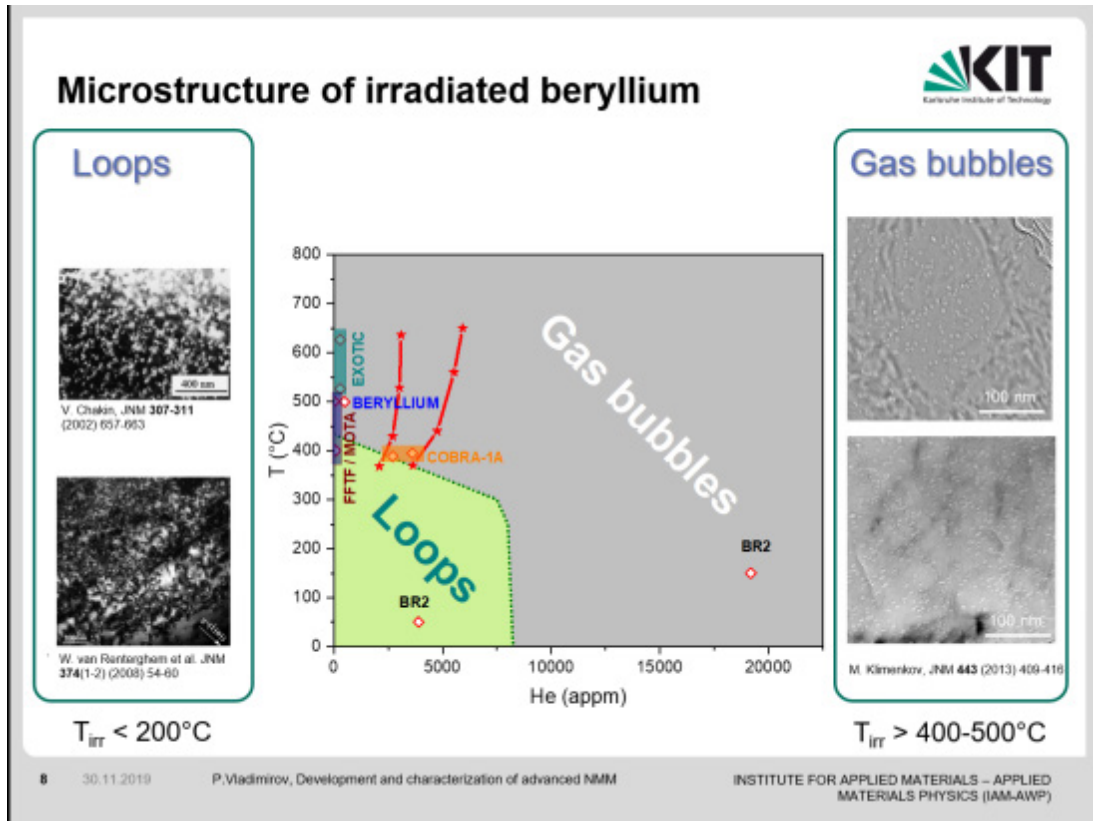 Microstructure of irradiated beryllium
KIT
Karlsruhe Institute of Technology
Loops
400 nm
V. Chakin, JNM 307-311
(2002) 657-663
W. van Renterghem et al. JNM
374(1-2) (2008) 54-60
T_irr < 200°C
800
700
600
500
400
300
200
100
0
T (°C)
0
5000
10000
15000
20000
He (appm)
EXOTIC
BERYLLIUM
FFTF / MOTA
COBRA-1A
Gas bubbles
Loops
BR2
BR2
Gas bubbles
100 nm
100 nm
M. Klimenkov, JNM 443 (2013) 409-416
T_irr > 400-500°C
8
30.11.2019
P.Vladimirov, Development and characterization of advanced NMM
INSTITUTE FOR APPLIED MATERIALS – APPLIED
MATERIALS PHYSICS (IAM-AWP)